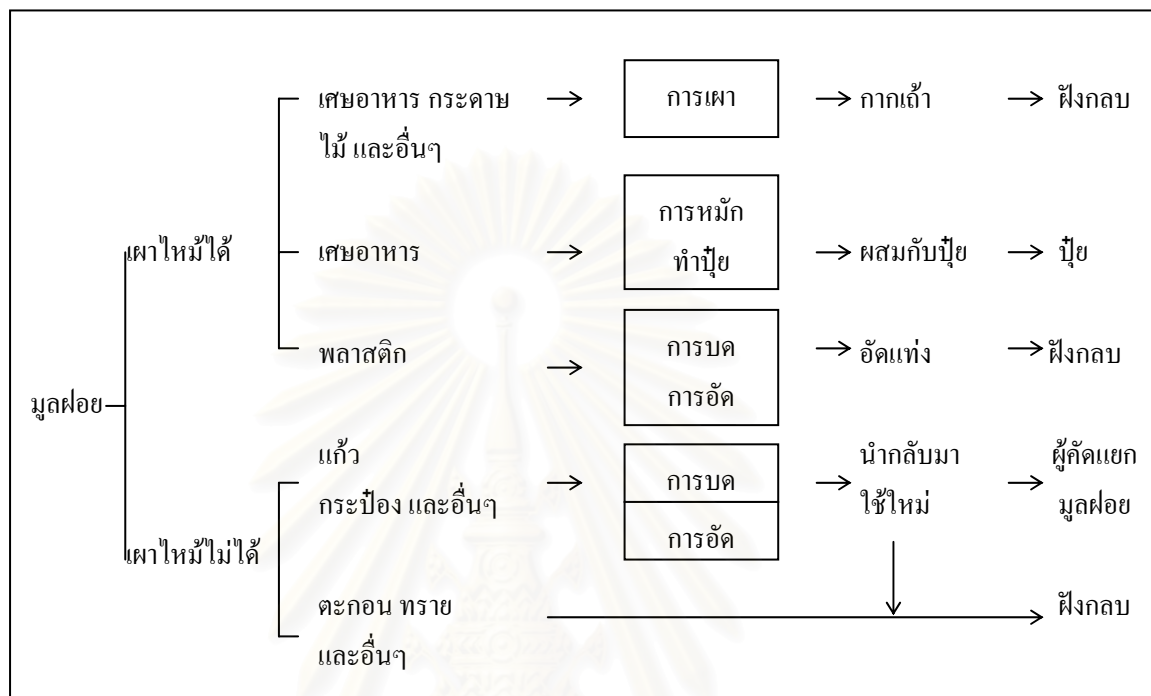 เศษอาหาร กระดาษ
ไม้ และอื่นๆ
การเผา
กากเถ้า
ฝังกลบ
เผาไหม้ได้
เศษอาหาร
การหมัก
ทำปุ๋ย
ผสมกับปุ๋ย
ปุ๋ย
พลาสติก
การบด
การอัด
อัดแท่ง
ฝังกลบ
มูลฝอย
แก้ว
กระป๋อง และอื่นๆ
การบด
การอัด
นำกลับมา
ใช้ใหม่
ผู้คัดแยก
มูลฝอย
เผาไหม้ไม่ได้
ตะกอน ทราย
และอื่นๆ
ฝังกลบ